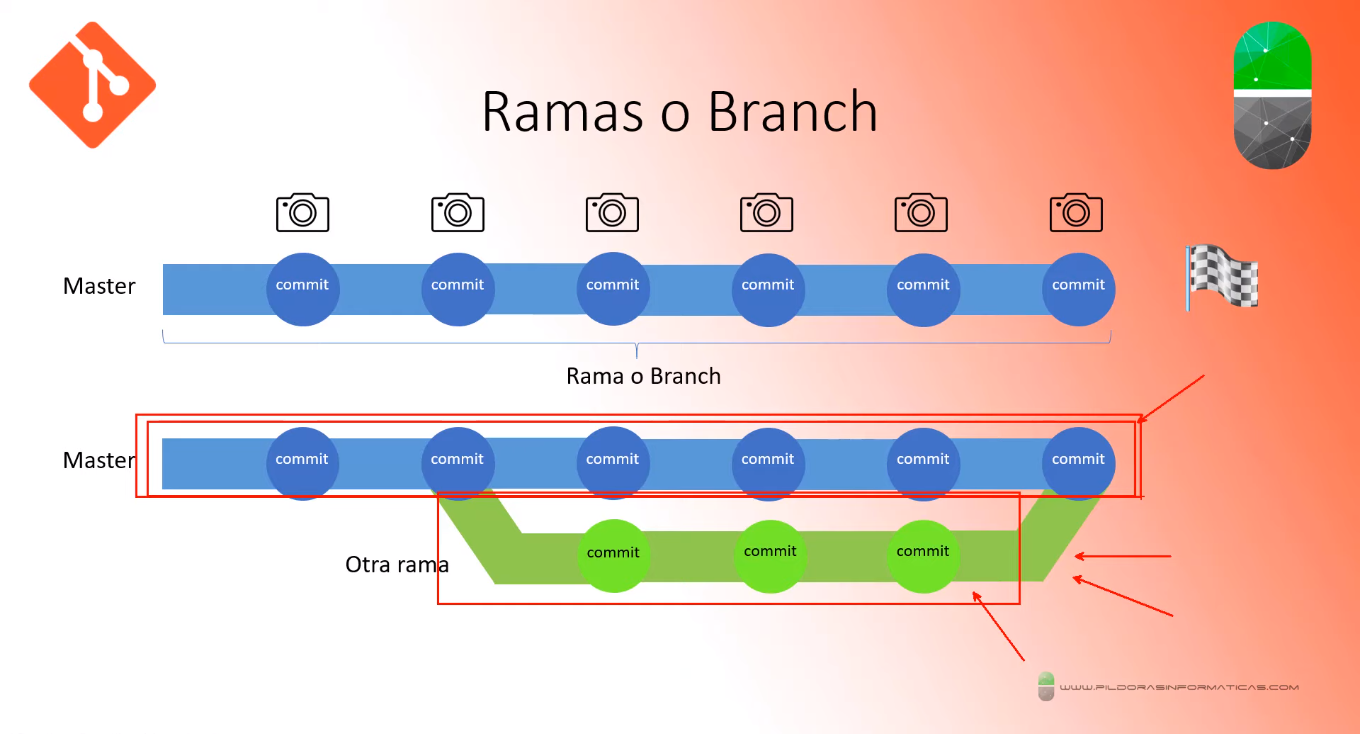 Ramas o Branch
Master
commit commit commit commit commit commit
Rama o Branch
Master
commit commit commit commit commit commit
Otra rama
commit commit commit
WWW.PILDORASINFORMATICAS.COM